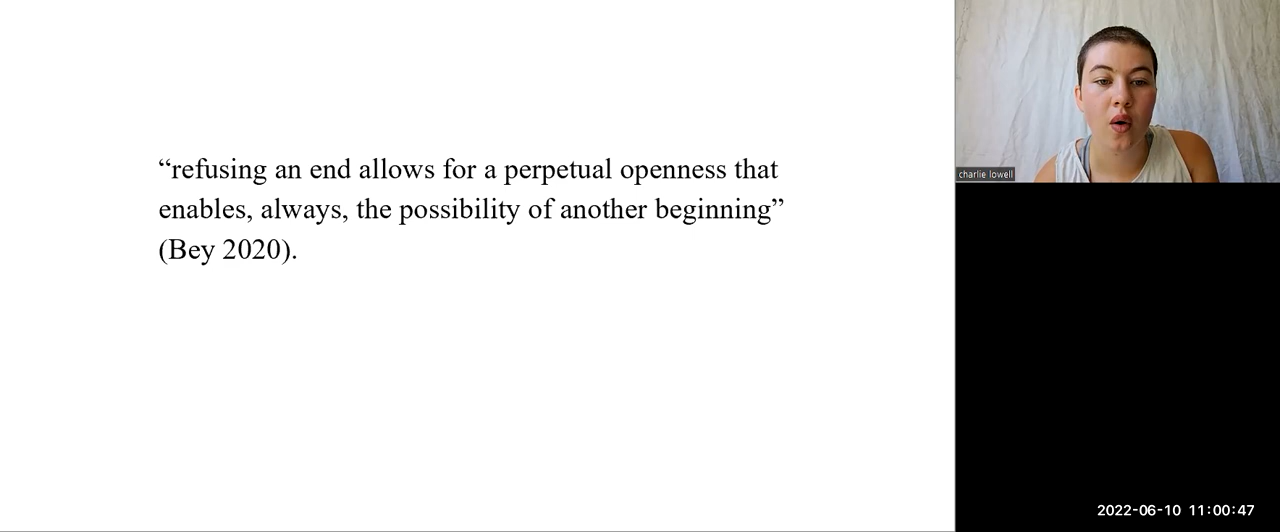 “refusing an end allows for a perpetual openness that
enables, always, the possibility of another beginning”
(Bey 2020).
charlie lowell
2022-06-10 11:00:47